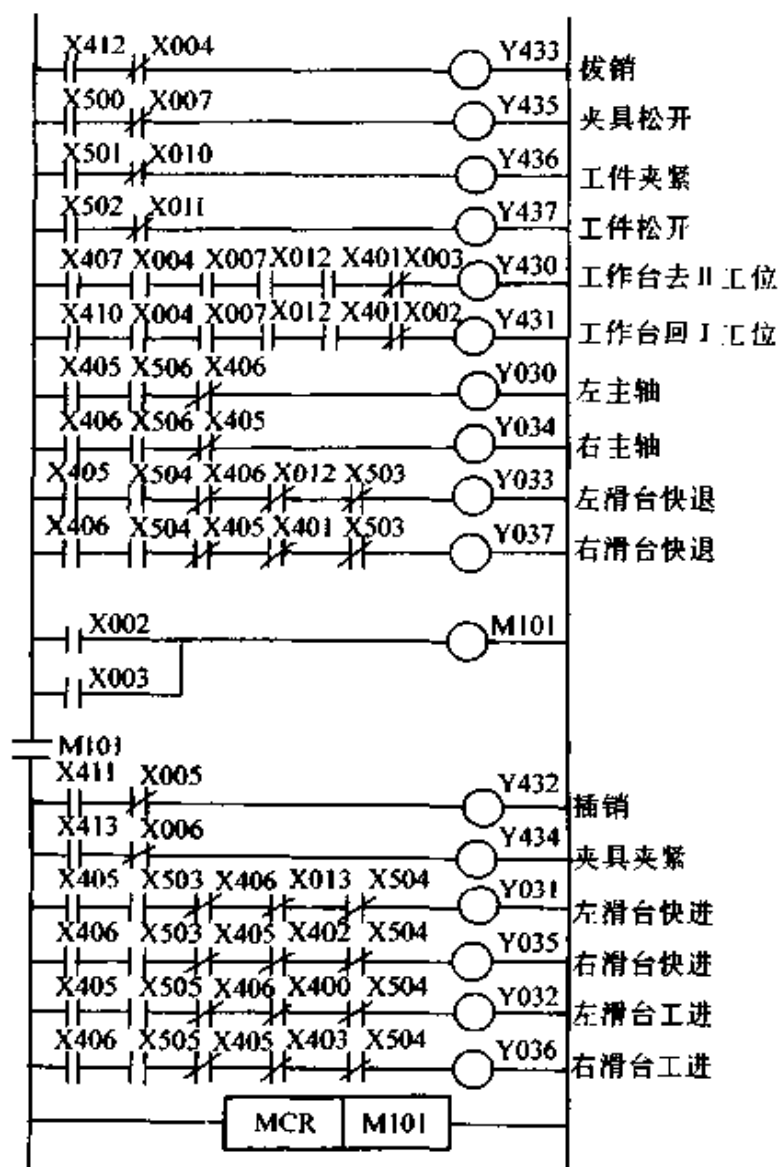 X412 X004 Y433 拔销
X500 X007 Y435 夹具松开
X501 X010 Y436 工件夹紧
X502 X011 Y437 工件松开
X407 X004 X007 X012 X401 X003 Y430 工作台去Ⅱ工位
X410 X004 X007 X012 X401 X002 Y431 工作台回Ⅰ工位
X405 X506 X406 Y030 左主轴
X406 X506 X405 Y034 右主轴
X405 X504 X406 X012 X503 Y033 左滑台快退
X406 X504 X405 X401 X503 Y037 右滑台快退
X002 M101
X003
M101
X411 X005 Y432 插销
X413 X006 Y434 夹具夹紧
X405 X503 X406 X013 X504 Y031 左滑台快进
X406 X503 X405 X402 X504 Y035 右滑台快进
X405 X505 X406 X400 X504 Y032 左滑台工进
X406 X505 X405 X403 X504 Y036 右滑台工进
MCR M101